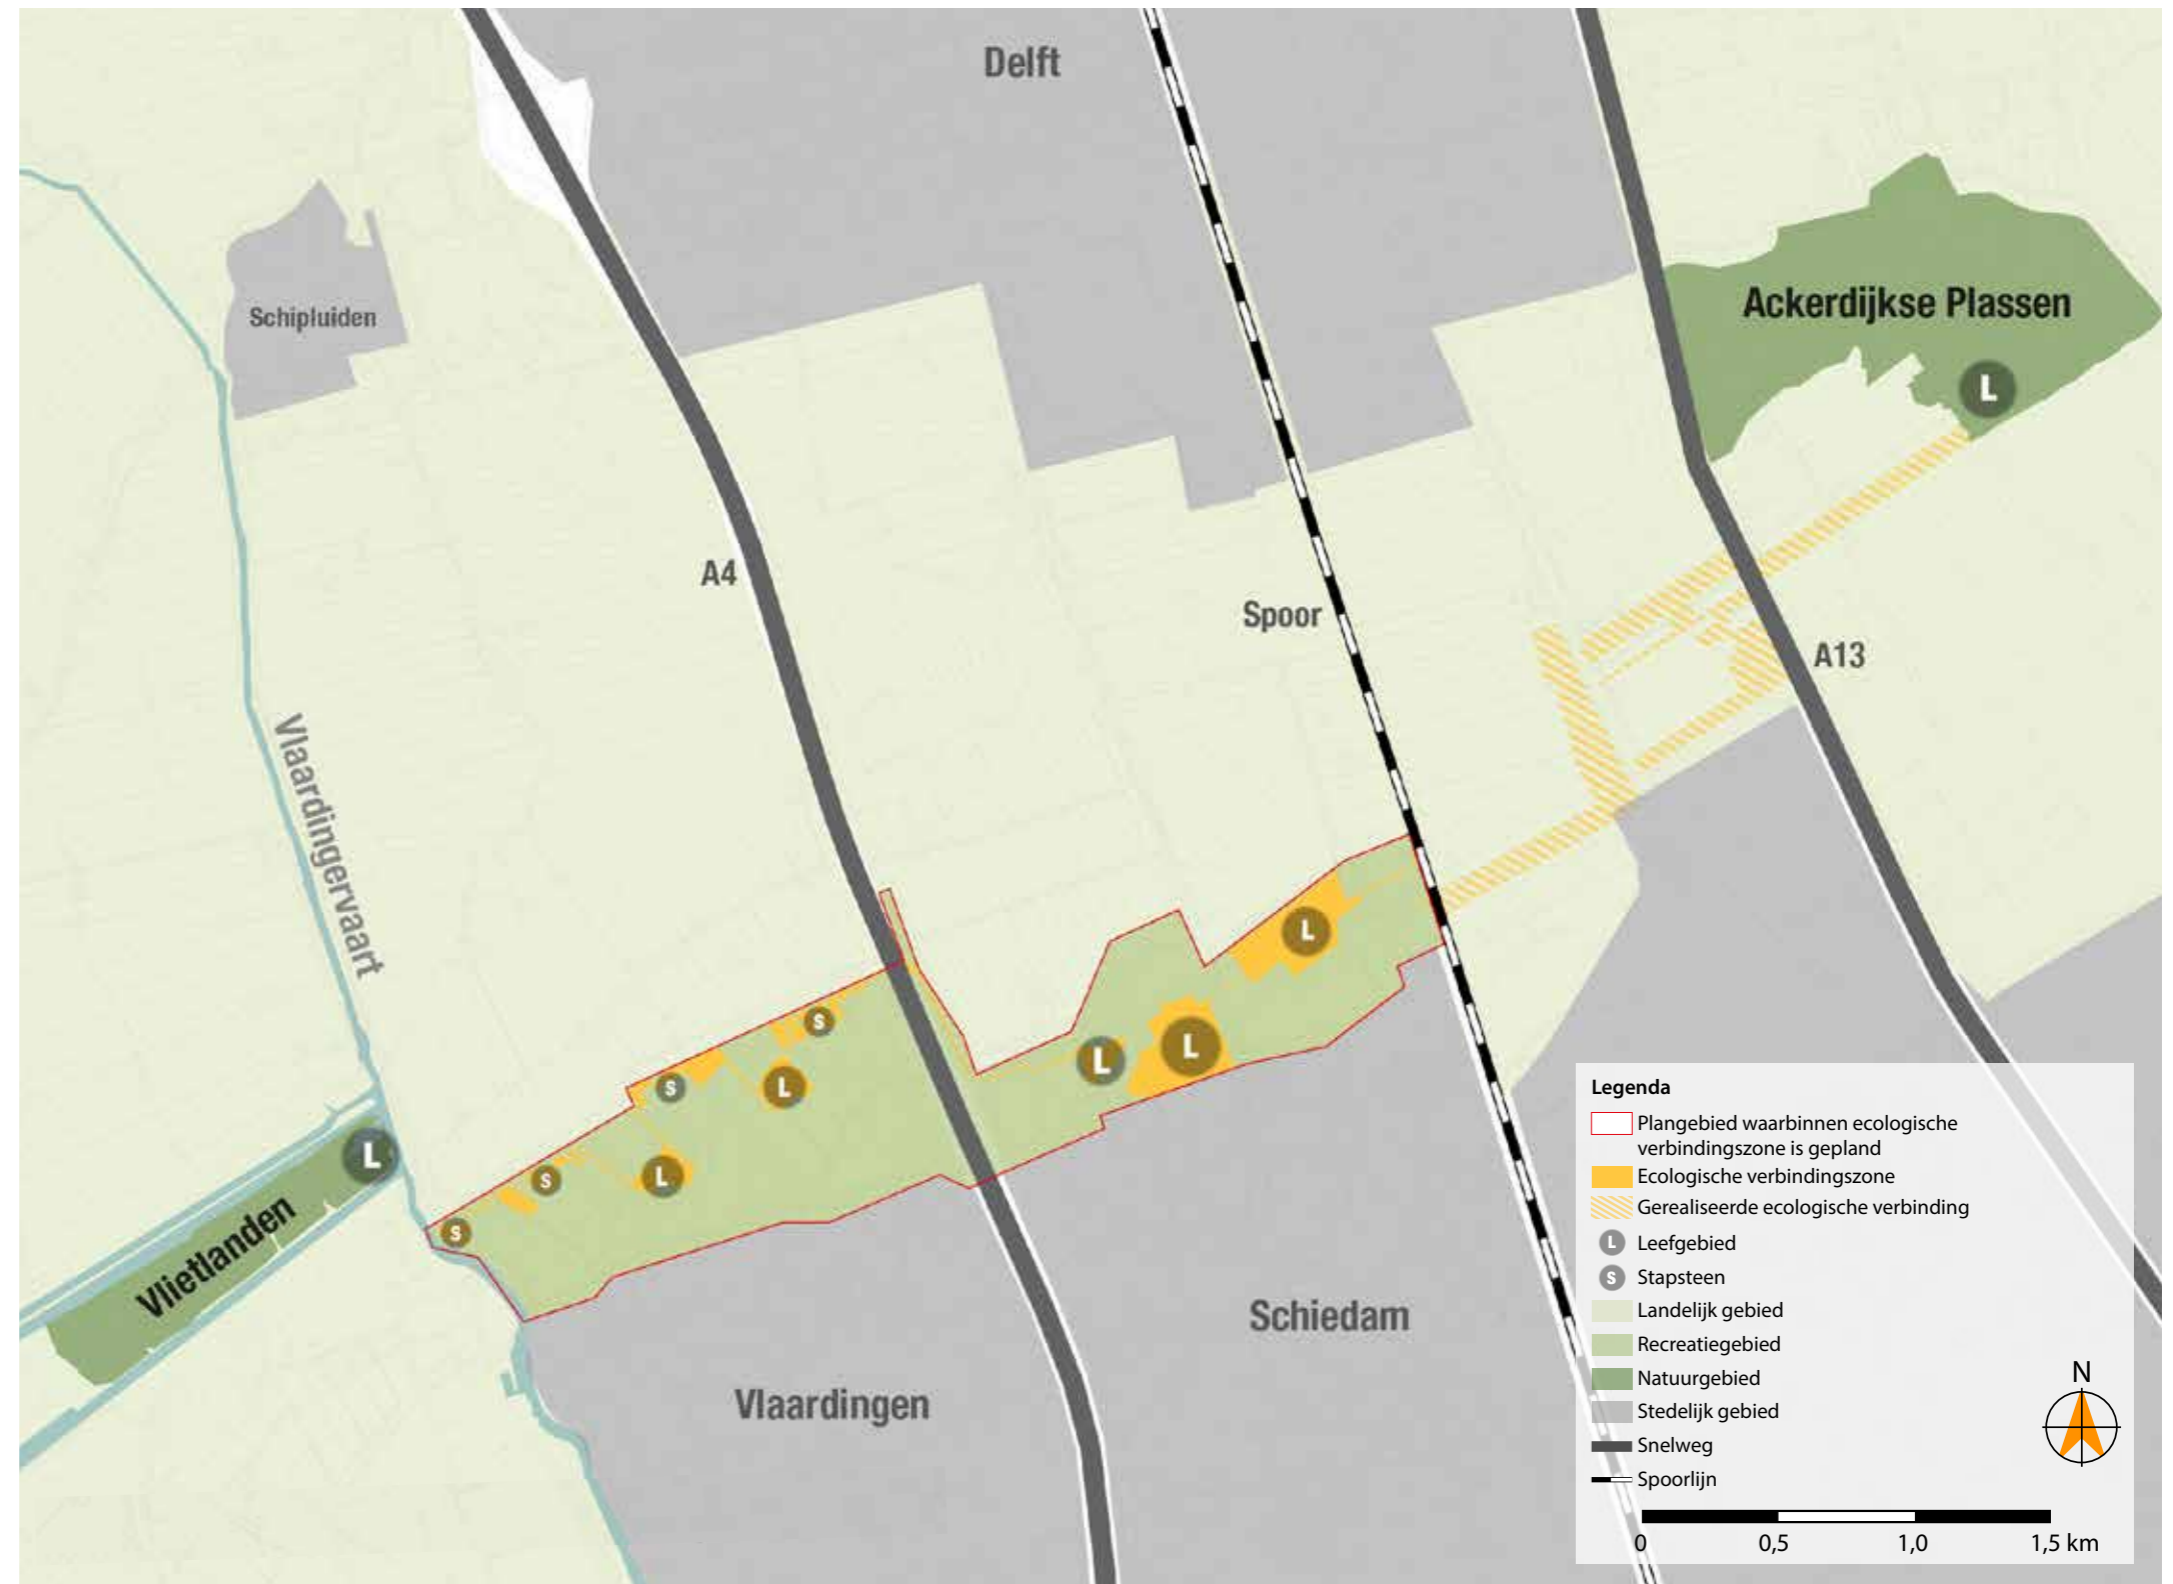 Delft
Ackerdijkse Plassen
L
Schipluiden
A4
Spoor
A13
Vlaardingervaart
L
S
S
L
L
L
L
S
L
S
L
Vlietlanden
Schiedam
Vlaardingen
Legenda
Plangebied waarbinnen ecologische
verbindingszone is gepland
Ecologische verbindingszone
Gerealiseerde ecologische verbinding
L Leefgebied
S Stapsteen
Landelijk gebied
Recreatiegebied
Natuurgebied
Stedelijk gebied
Snelweg
Spoorlijn
N
0 0,5 1,0 1,5 km